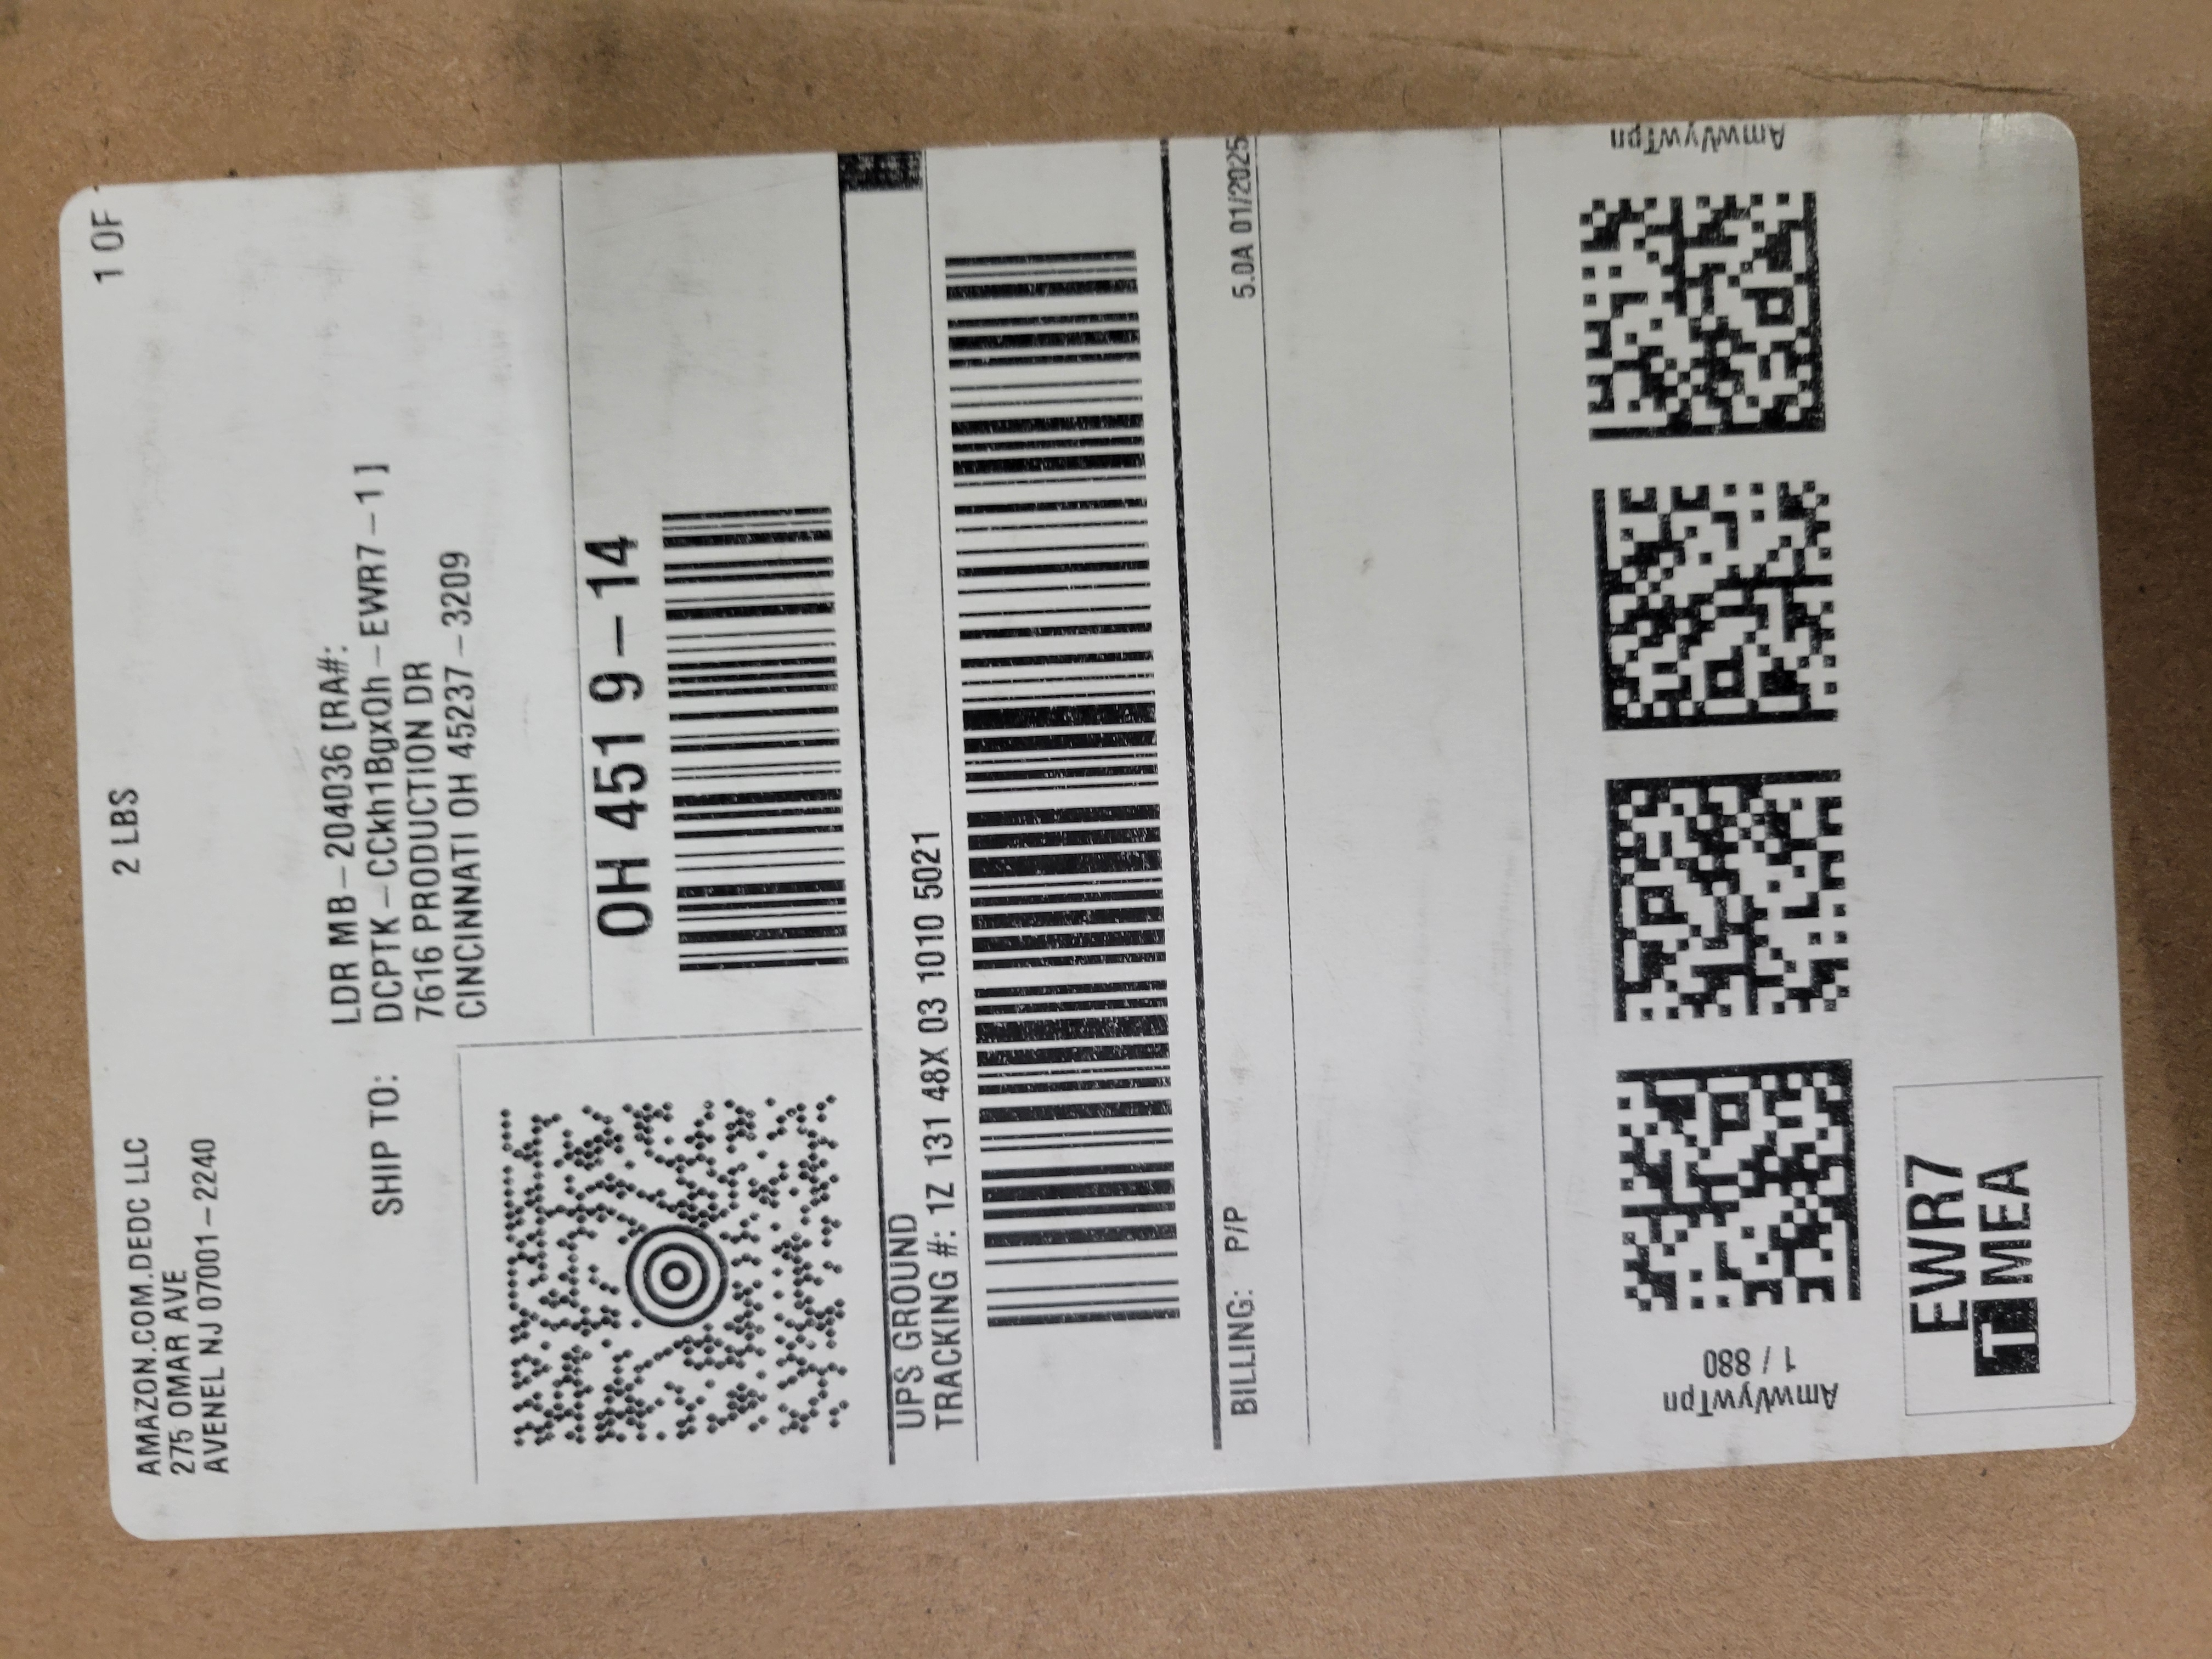 AMAZON.COM.DEDC LLC
275 OMAR AVE
AVENEL NJ 07001-2240
2 LBS
1 OF
SHIP TO:
LDR MB-204036 [RA#:
DCPTK-CCkh1BgxQh-EWR7-1]
7616 PRODUCTION DR
CINCINNATI OH 45237-3209
OH 451 9-14
UPS GROUND
TRACKING #: 1Z 131 48X 03 1010 5021
BILLING: P/P
5.0A 01/2025
AmwVywTpn
1 / 880
AmwVywTpn
EWR7
T MEA